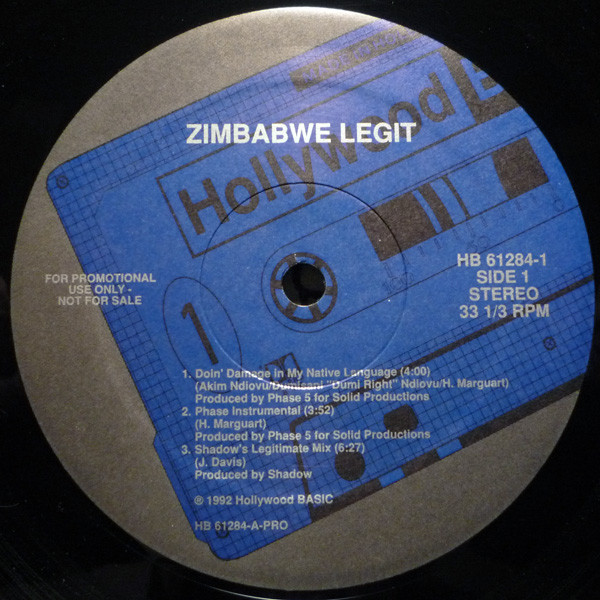 ZIMBABWE LEGIT
Hollywood
HB 61284-1
SIDE 1
STEREO
33 1/3 RPM
FOR PROMOTIONAL
USE ONLY -
NOT FOR SALE
1
1. Doin' Damage in My Native Language (4:00)
(Akim Ndlovu/Dumisani "Dumi Right" Ndlovu/H. Marguart)
Produced by Phase 5 for Solid Productions
2. Phase Instrumental (3:52)
(H. Marguart)
Produced by Phase 5 for Solid Productions
3. Shadow's Legitimate Mix (6:27)
(J. Davis)
Produced by Shadow
℗ 1992 Hollywood BASIC
HB 61284-A-PRO